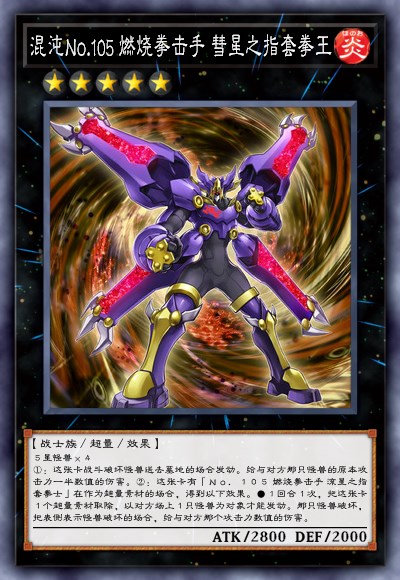 混沌No.105 燃烧拳击手 彗星之指套拳王
ほのお
炎
【战士族/超量/效果】
5星怪兽×4
①：这张卡战斗破坏怪兽送去墓地的场合发动。给与对方那只怪兽的原本攻
击力一半数值的伤害。②：这张卡有「No.105 燃烧拳击手 流星之指
套拳士」在作为超量素材的场合，得到以下效果。●1回合1次，把这张卡
1个超量素材取除，以对方场上1只怪兽为对象才能发动。那只怪兽破坏，
把表侧表示怪兽破坏的场合，给与对方那个攻击力数值的伤害。
ATK/2800 DEF/2000